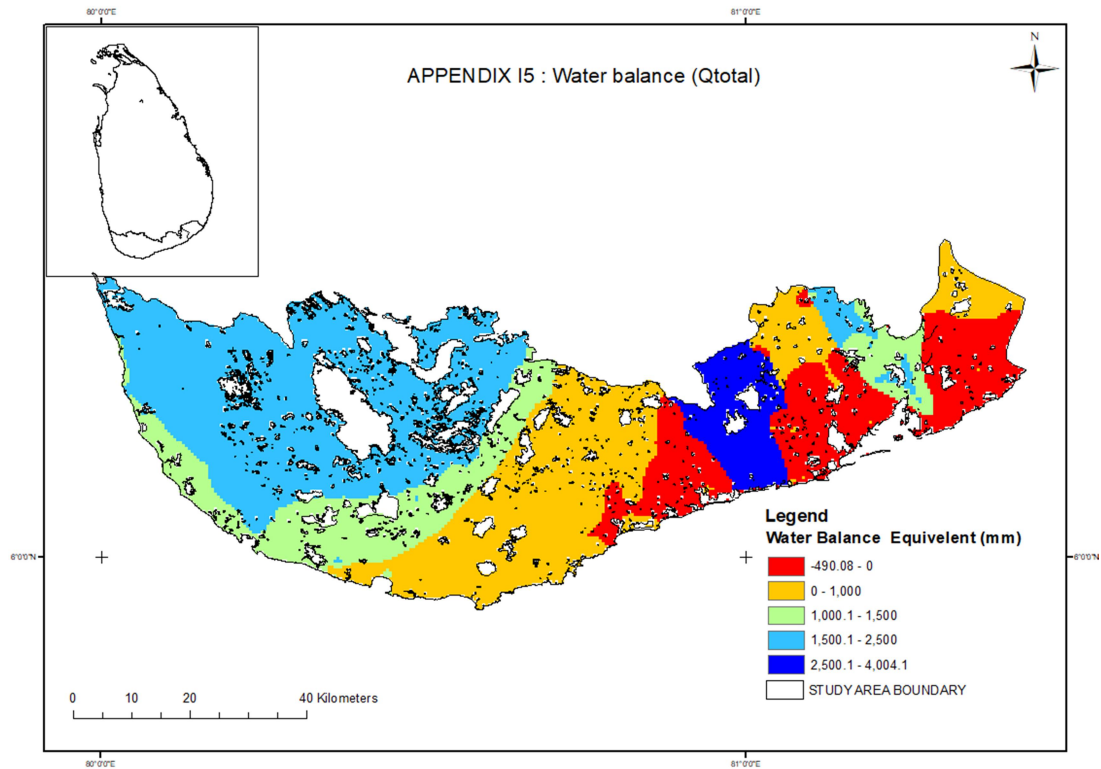 80°0'0"E
81°0'0"E
N
APPENDIX I5 : Water balance (Qtotal)
6°0'0"N
6°0'0"N
Legend
Water Balance Equivelent (mm)
-490.08 - 0
0 - 1,000
1,000.1 - 1,500
1,500.1 - 2,500
2,500.1 - 4,004.1
STUDY AREA BOUNDARY
0 10 20 40 Kilometers
80°0'0"E
81°0'0"E